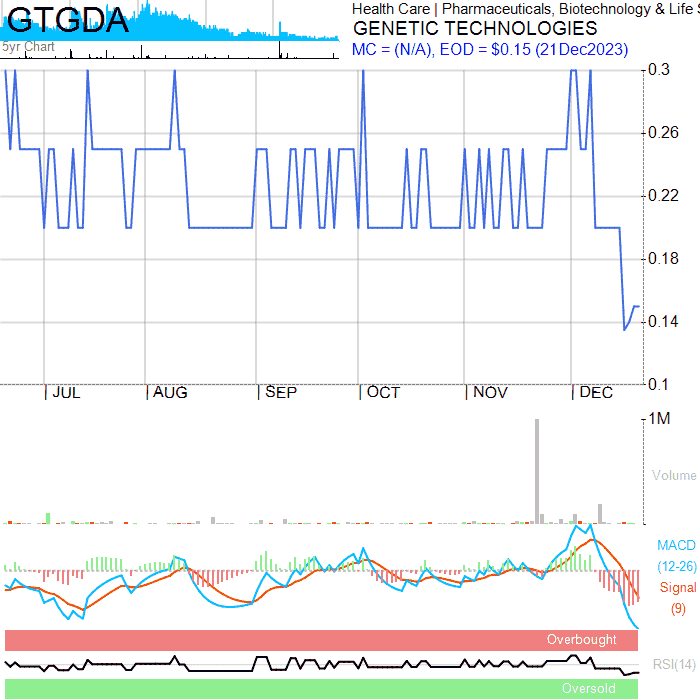 GTGDA
5yr Chart
Health Care | Pharmaceuticals, Biotechnology & Life S
GENETIC TECHNOLOGIES
MC = (N/A), EOD = $0.15 (21Dec2023)
0.3
0.26
0.22
0.18
0.14
0.1
| JUL | AUG | SEP | OCT | NOV | DEC
1M
Volume
MACD
(12-26)
Signal
(9)
Overbought
RSI(14)
Oversold